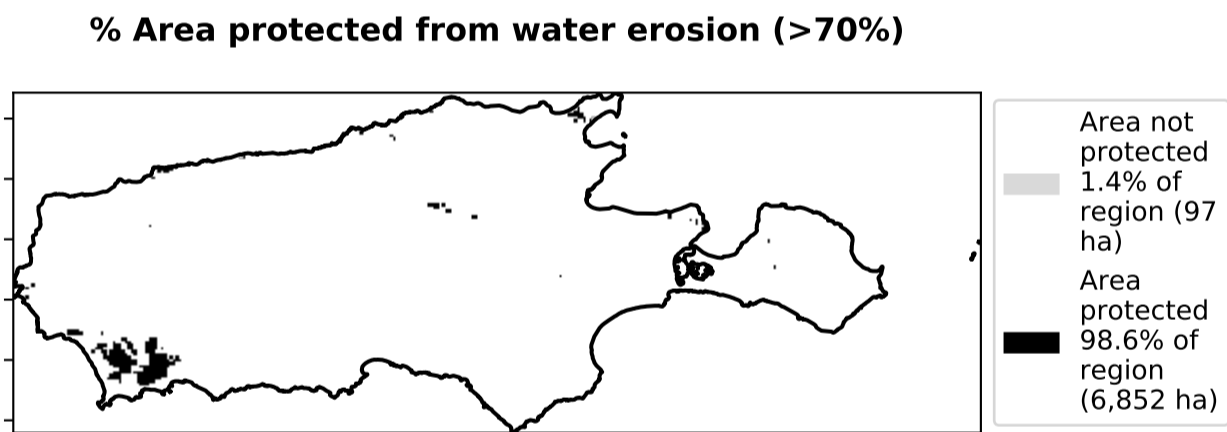 % Area protected from water erosion (>70%)
Area not
protected
1.4% of
region (97
ha)
Area
protected
98.6% of
region
(6,852 ha)